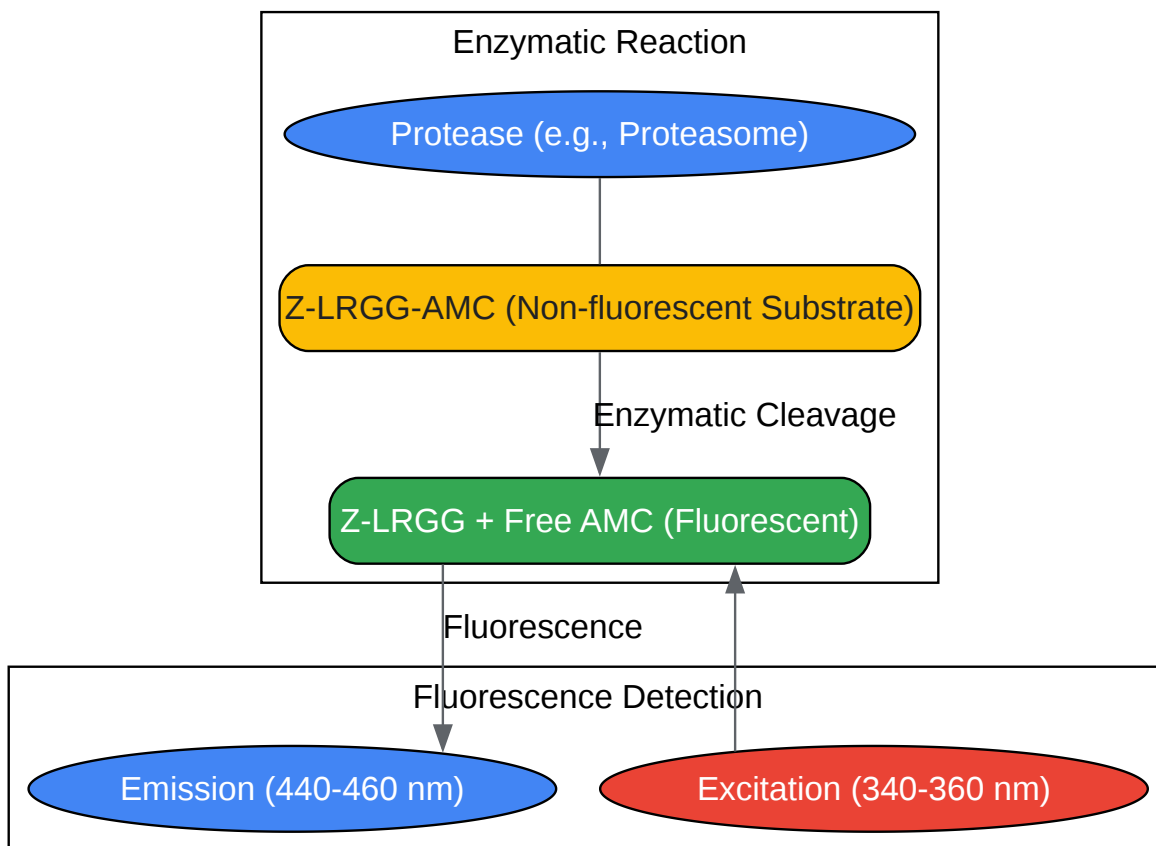 Enzymatic Reaction
Protease (e.g., Proteasome)
Z-LRGG-AMC (Non-fluorescent Substrate)
Enzymatic Cleavage
Z-LRGG + Free AMC (Fluorescent)
Fluorescence
Fluorescence Detection
Emission (440-460 nm)
Excitation (340-360 nm)